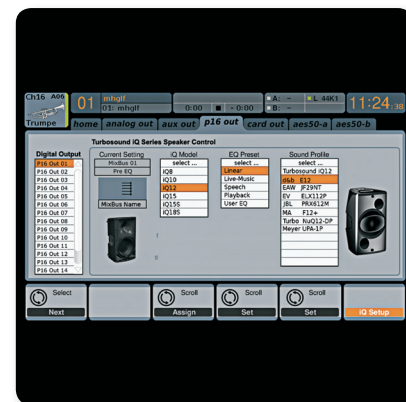 Ch16 A06
Trumpe
01 mhglf
01: mhglf
0:00 - 0:00
A: -
B: -
L 44K1
11:24:38
home analog out aux out p16 out card out aes50-a aes50-b
Turbosound iQ Series Speaker Control
Digital Output
P16 Out 01
P16 Out 02
P16 Out 03
P16 Out 04
P16 Out 05
P16 Out 06
P16 Out 07
P16 Out 08
P16 Out 09
P16 Out 10
P16 Out 11
P16 Out 12
P16 Out 13
P16 Out 14
Current Setting
MixBus 01
Pre EQ
MixBus Name
iQ Model
select ...
IQ8
IQ10
IQ12
IQ15
IQ15S
IQ18S
EQ Preset
select ...
Linear
Live-Music
Speech
Playback
User EQ
Sound Profile
select ...
Turbosound iQ12
d&b E12
EAW JF29NT
EV ELX112P
JBL PRX612M
MA F12+
Turbo NuQ12-DP
Meyer UPA-1P
Select
Next
Scroll
Assign
Scroll
Set
Scroll
Set
iQ Setup